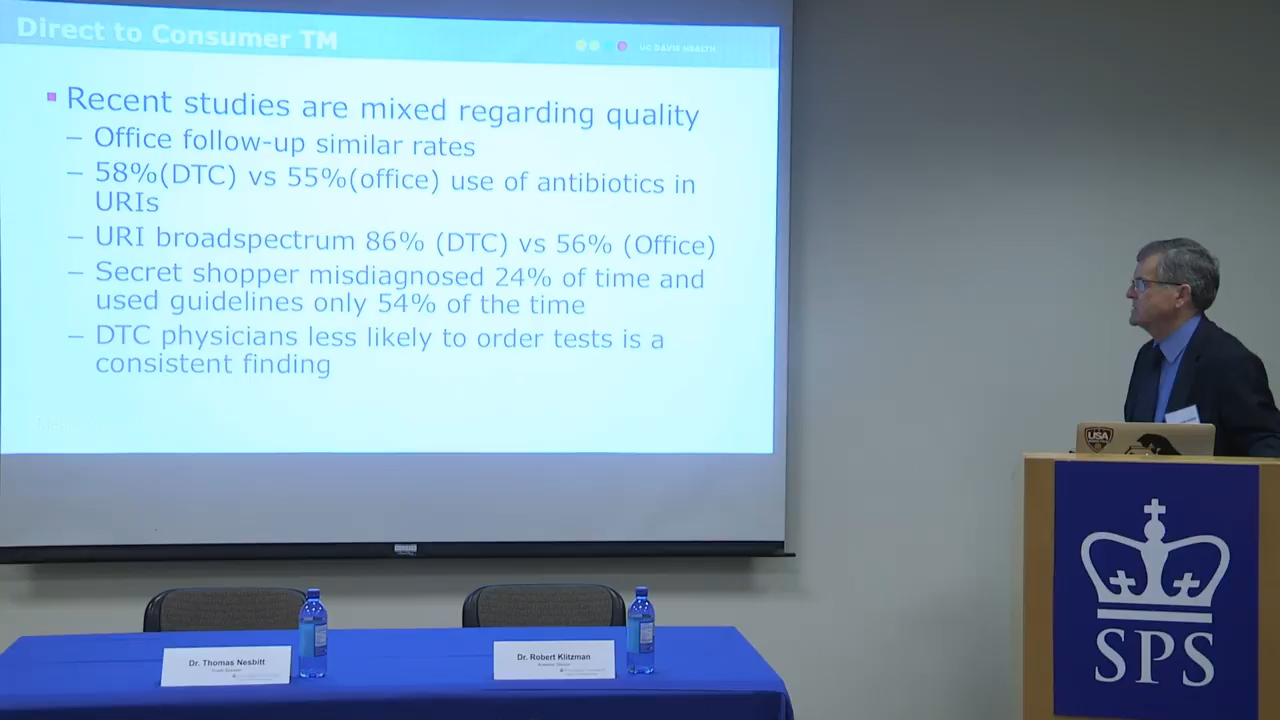 Direct to Consumer TM
UC DAVIS HEALTH
Recent studies are mixed regarding quality
– Office follow-up similar rates
– 58%(DTC) vs 55%(office) use of antibiotics in
URIs
– URI broadspectrum 86% (DTC) vs 56% (Office)
– Secret shopper misdiagnosed 24% of time and
used guidelines only 54% of the time
– DTC physicians less likely to order tests is a
consistent finding
USA
SPS
Dr. Thomas Nesbitt
Dr. Robert Klitzman